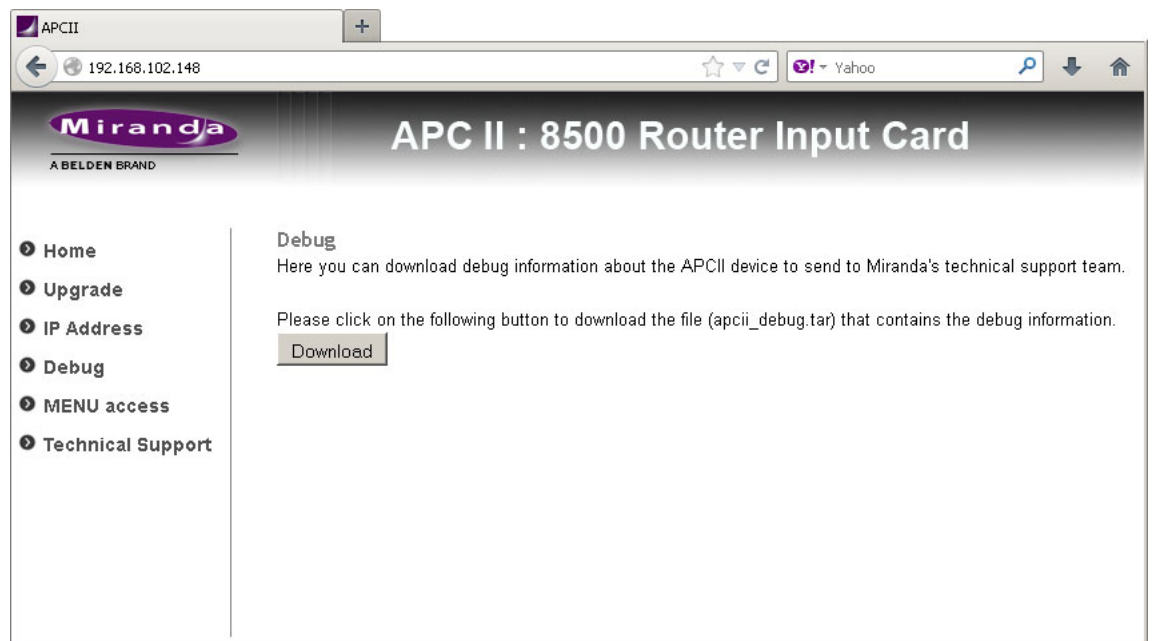 APCII
192.168.102.148
Yahoo
Miranda
A BELDEN BRAND
APC II : 8500 Router Input Card
Home
Upgrade
IP Address
Debug
MENU access
Technical Support
Debug
Here you can download debug information about the APCII device to send to Miranda's technical support team.
Please click on the following button to download the file (apcii_debug.tar) that contains the debug information.
Download